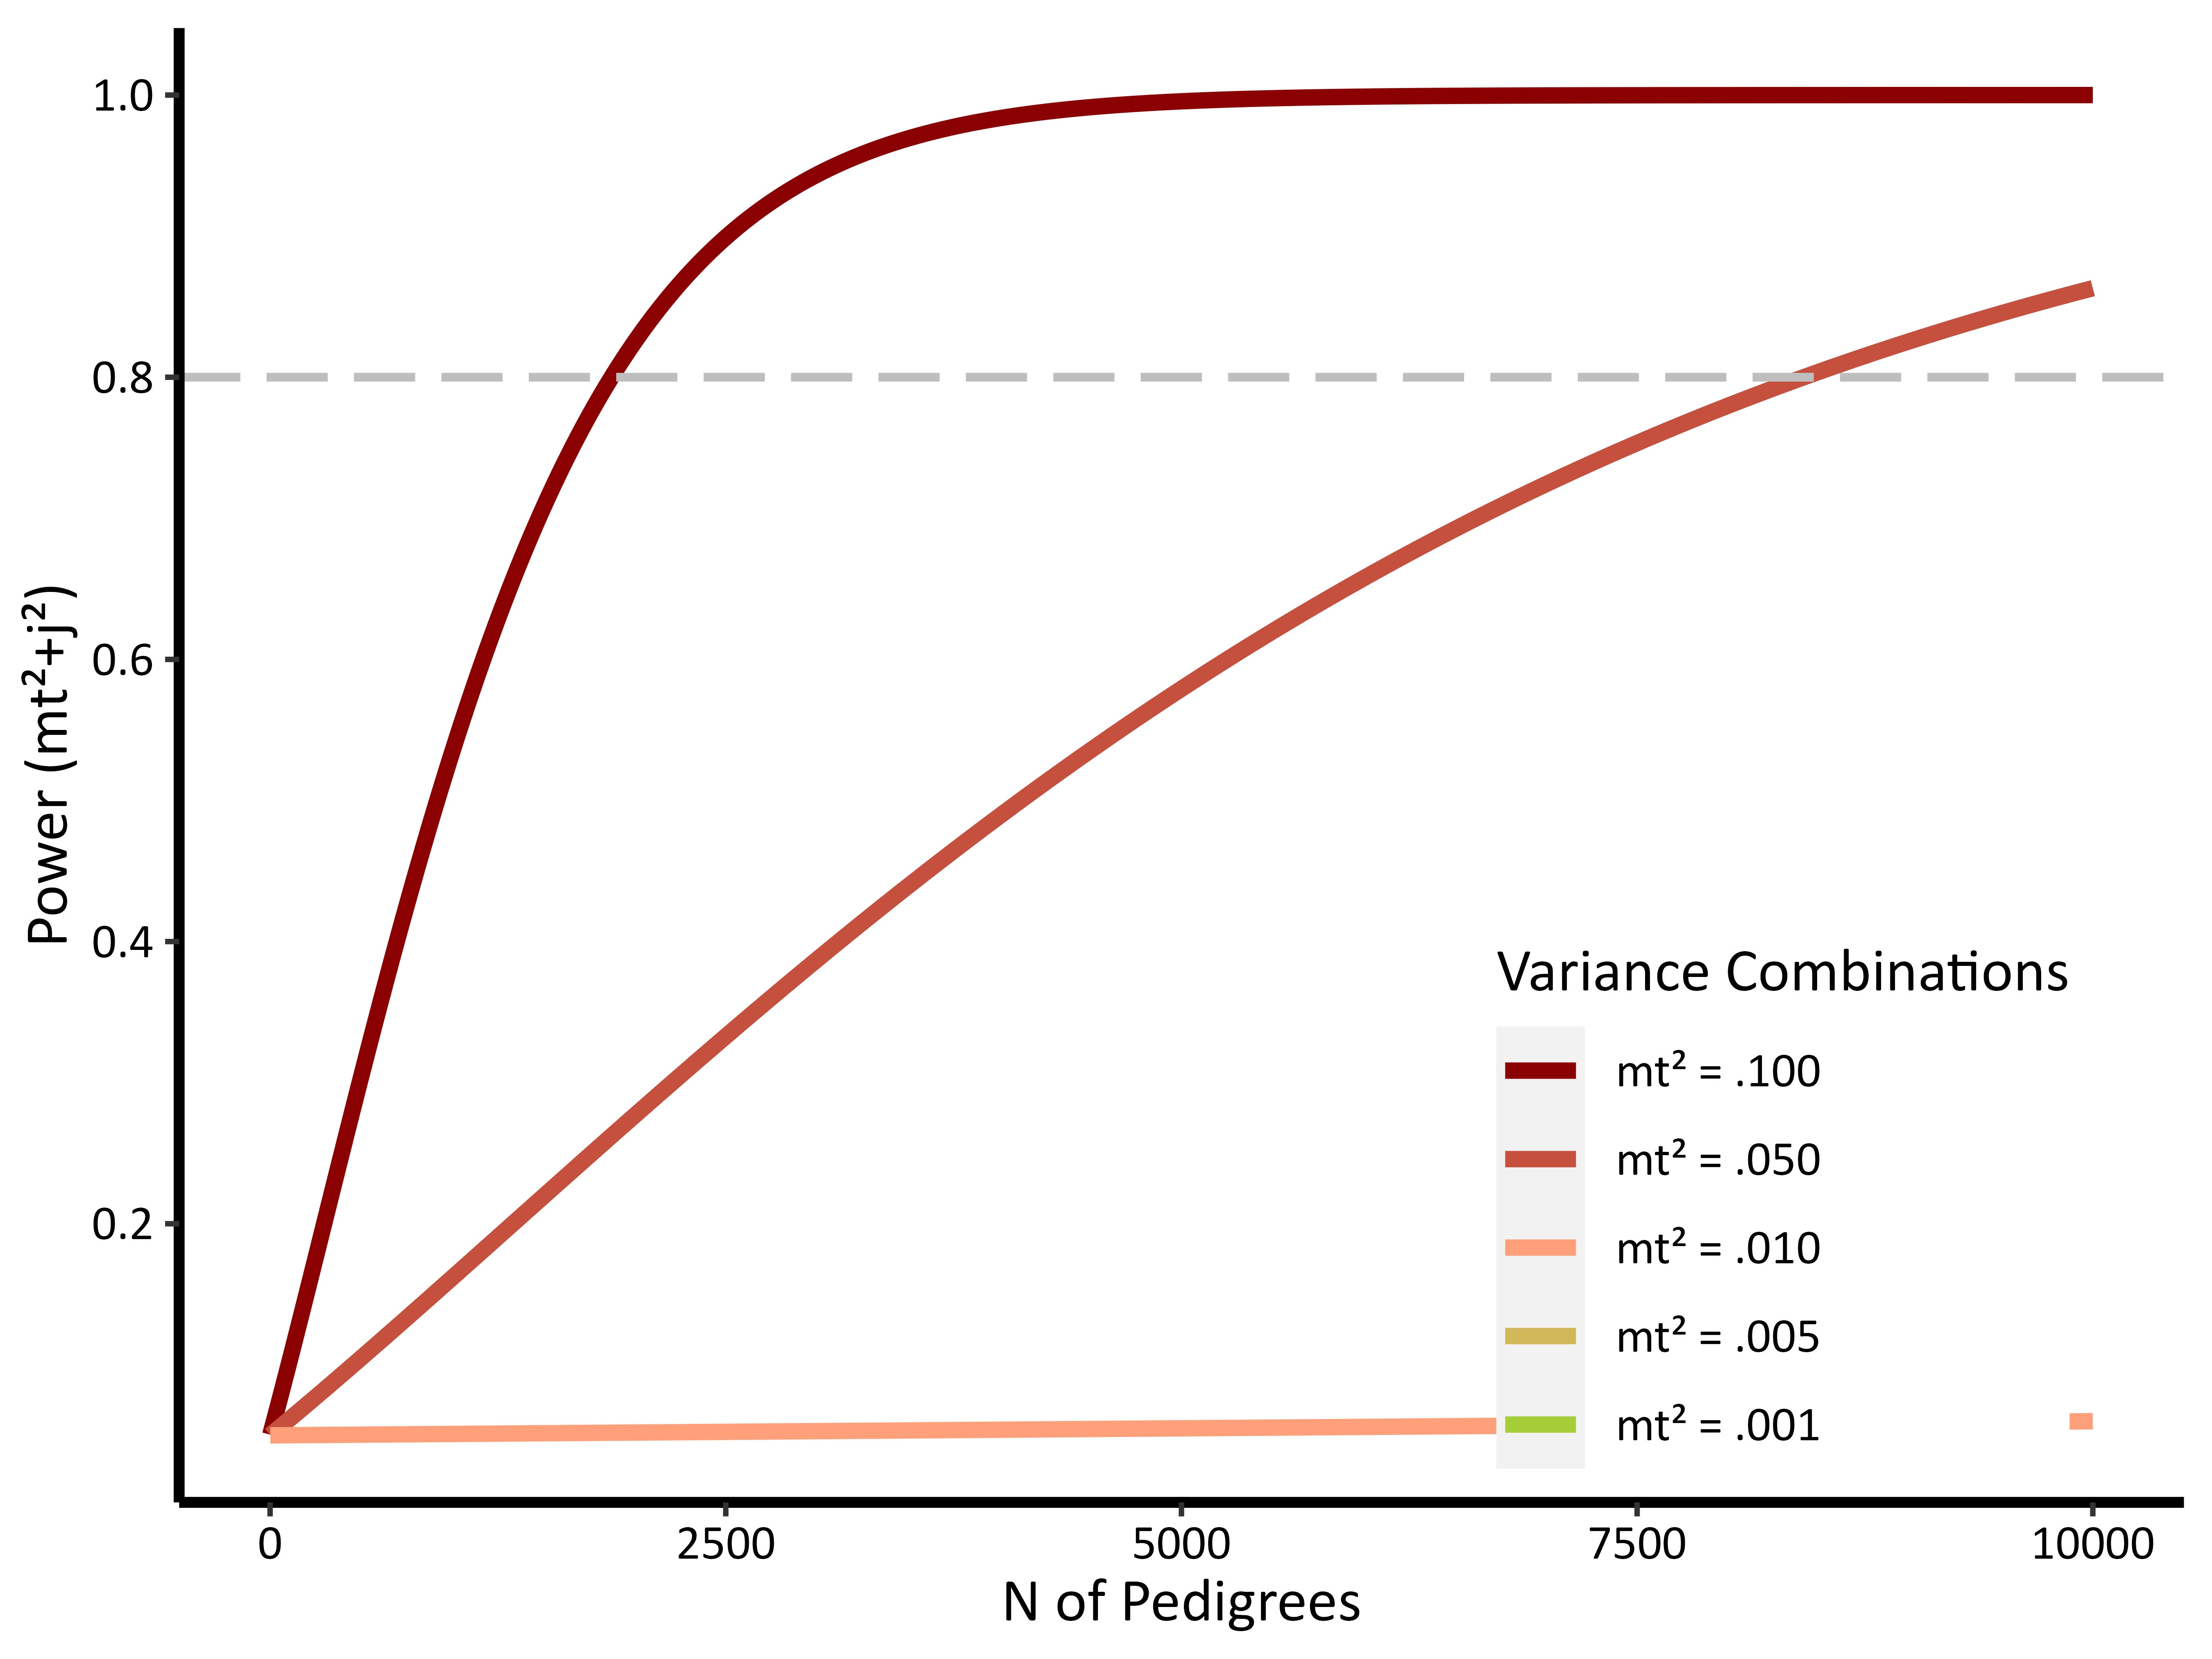 Power (mt²+j²)
1.0
0.8
0.6
0.4
0.2
Variance Combinations
mt² = .100
mt² = .050
mt² = .010
mt² = .005
mt² = .001
0 2500 5000 7500 10000
N of Pedigrees